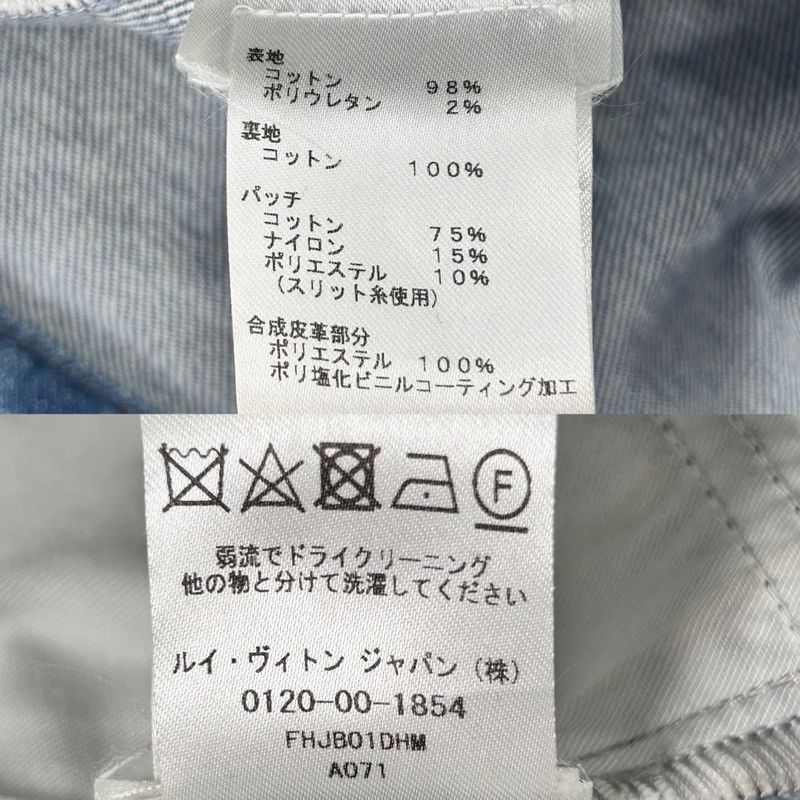 表地
コットン 98%
ポリウレタン 2%
裏地
コットン 100%
パッチ
コットン 75%
ナイロン 15%
ポリエステル 10%
(スリット糸使用)
合成皮革部分
ポリエステル 100%
ポリ塩化ビニルコーティング加工
F
弱流でドライクリーニング
他の物と分けて洗濯してください
ルイ・ヴィトン ジャパン (株)
0120-00-1854
FHJB01DHM
A071